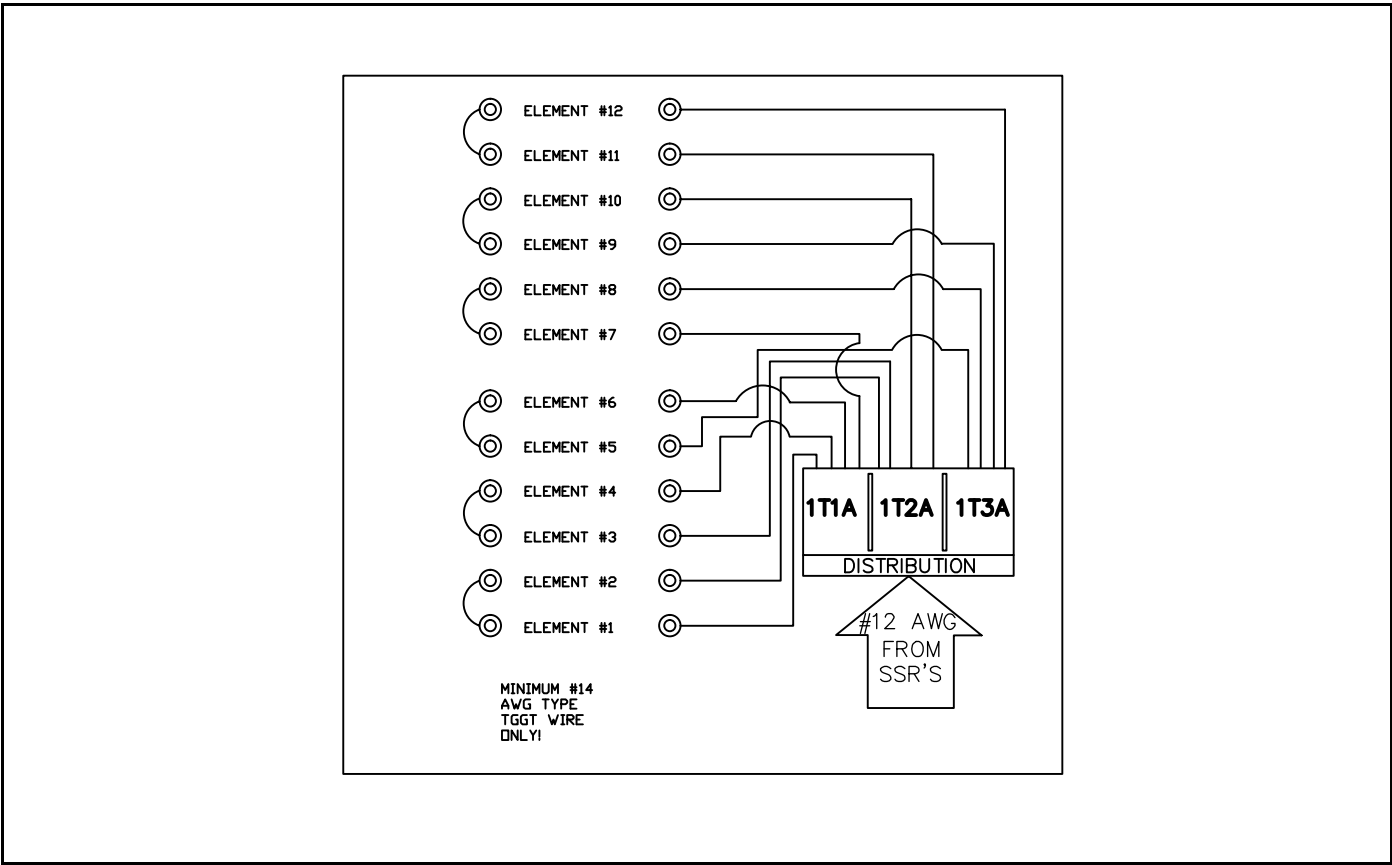 ELEMENT #12
ELEMENT #11
ELEMENT #10
ELEMENT #9
ELEMENT #8
ELEMENT #7
ELEMENT #6
ELEMENT #5
ELEMENT #4
ELEMENT #3
ELEMENT #2
ELEMENT #1
1T1A 1T2A 1T3A
DISTRIBUTION
#12 AWG
FROM
SSR'S
MINIMUM #14
AWG TYPE
TGGT WIRE
ONLY!